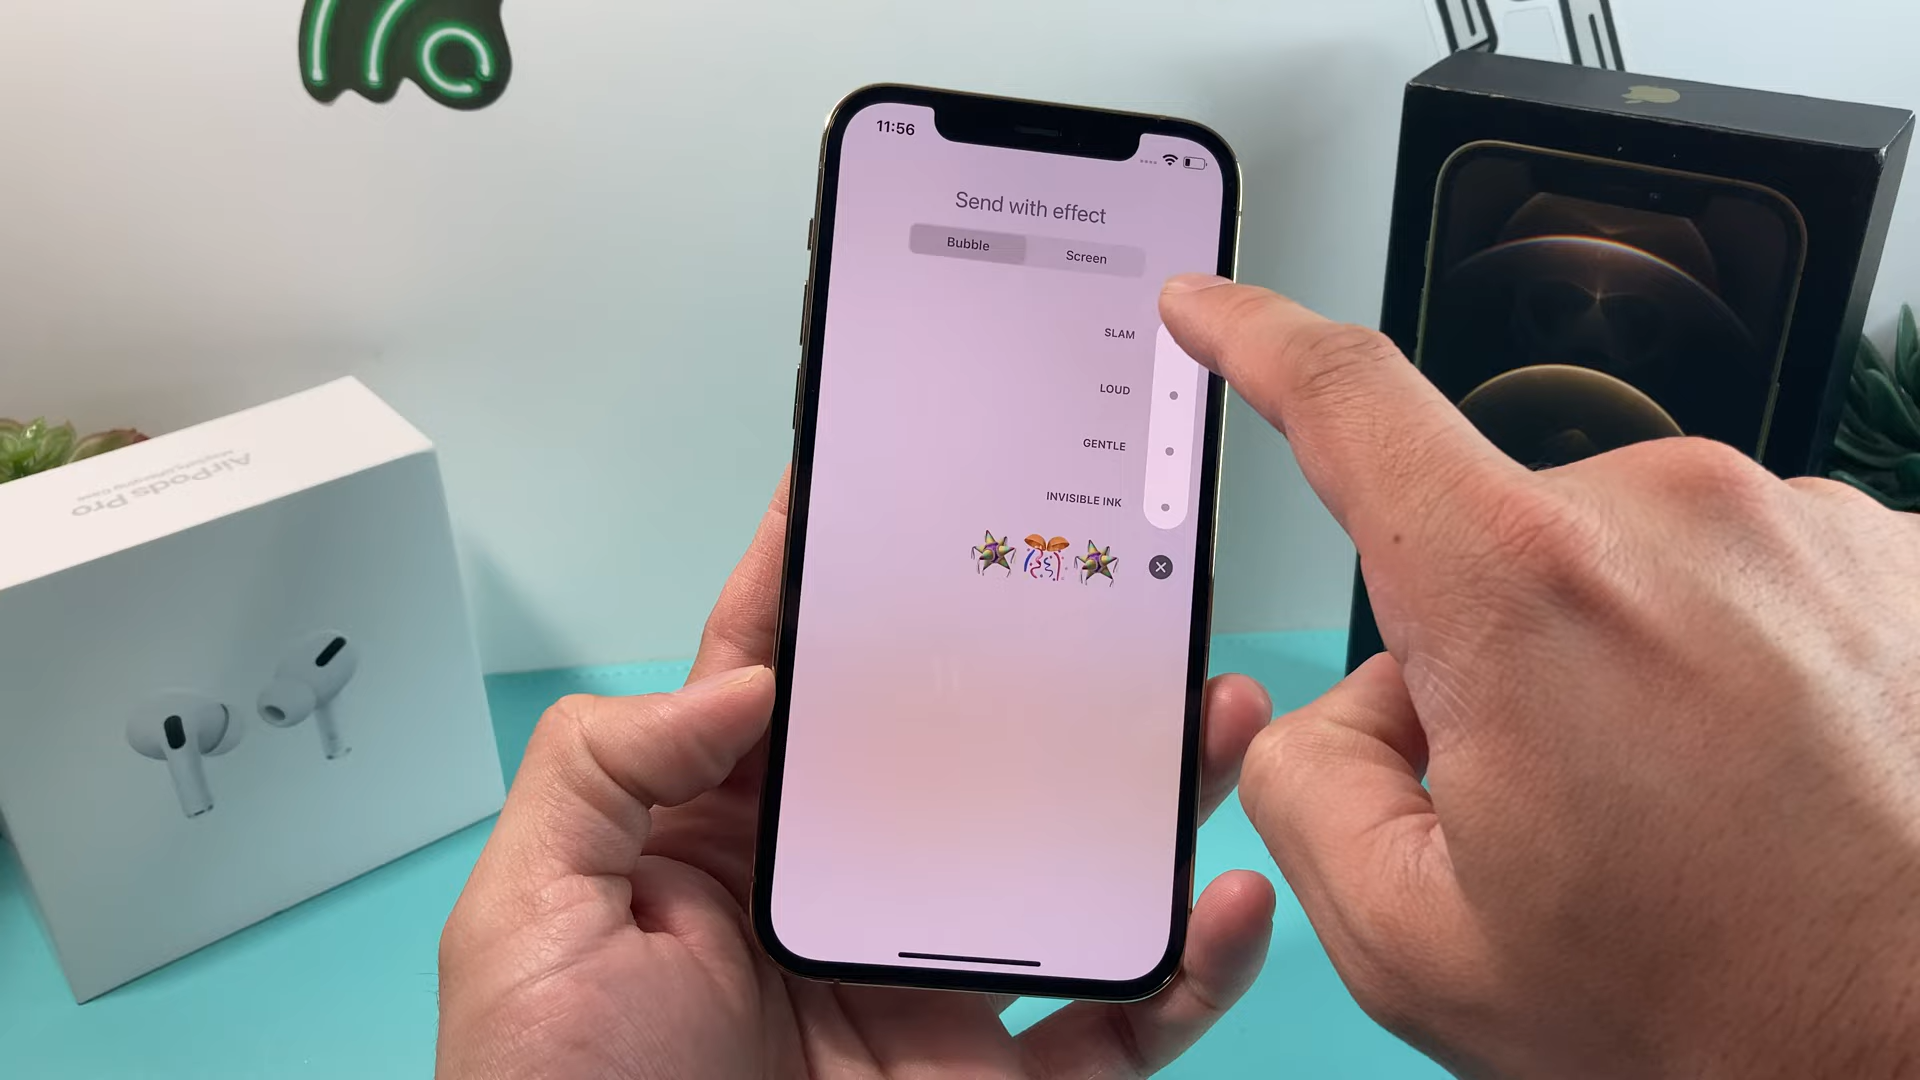 11:56
Send with effect
Bubble
Screen
SLAM
LOUD
GENTLE
INVISIBLE INK
AirPods Pro